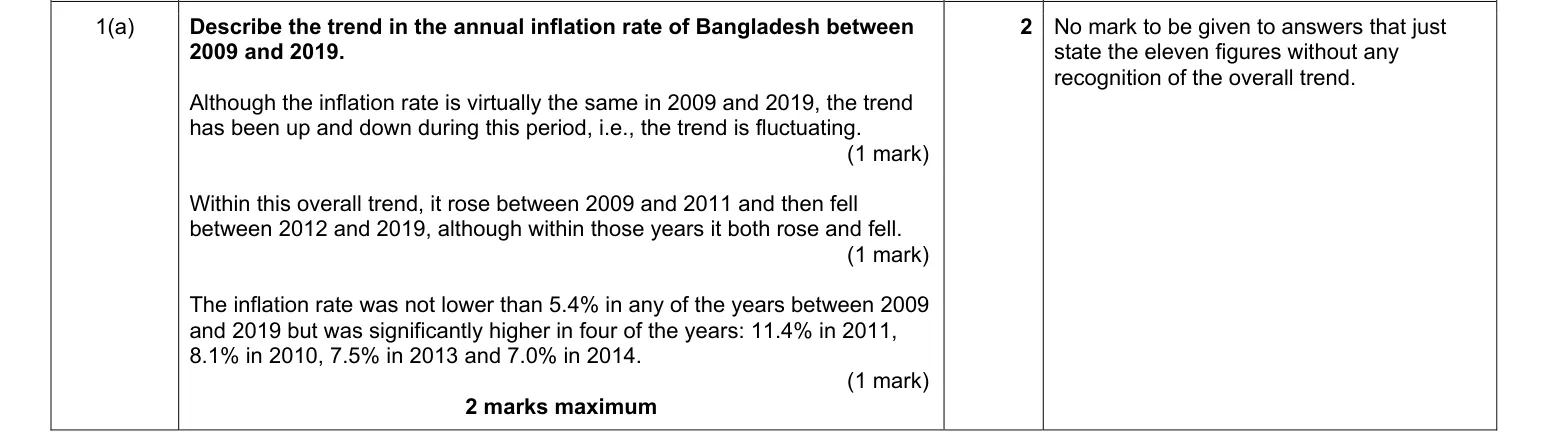 1(a)
Describe the trend in the annual inflation rate of Bangladesh between
2009 and 2019.
Although the inflation rate is virtually the same in 2009 and 2019, the trend
has been up and down during this period, i.e., the trend is fluctuating.
(1 mark)
Within this overall trend, it rose between 2009 and 2011 and then fell
between 2012 and 2019, although within those years it both rose and fell.
(1 mark)
The inflation rate was not lower than 5.4% in any of the years between 2009
and 2019 but was significantly higher in four of the years: 11.4% in 2011,
8.1% in 2010, 7.5% in 2013 and 7.0% in 2014.
(1 mark)
2 marks maximum
2
No mark to be given to answers that just
state the eleven figures without any
recognition of the overall trend.